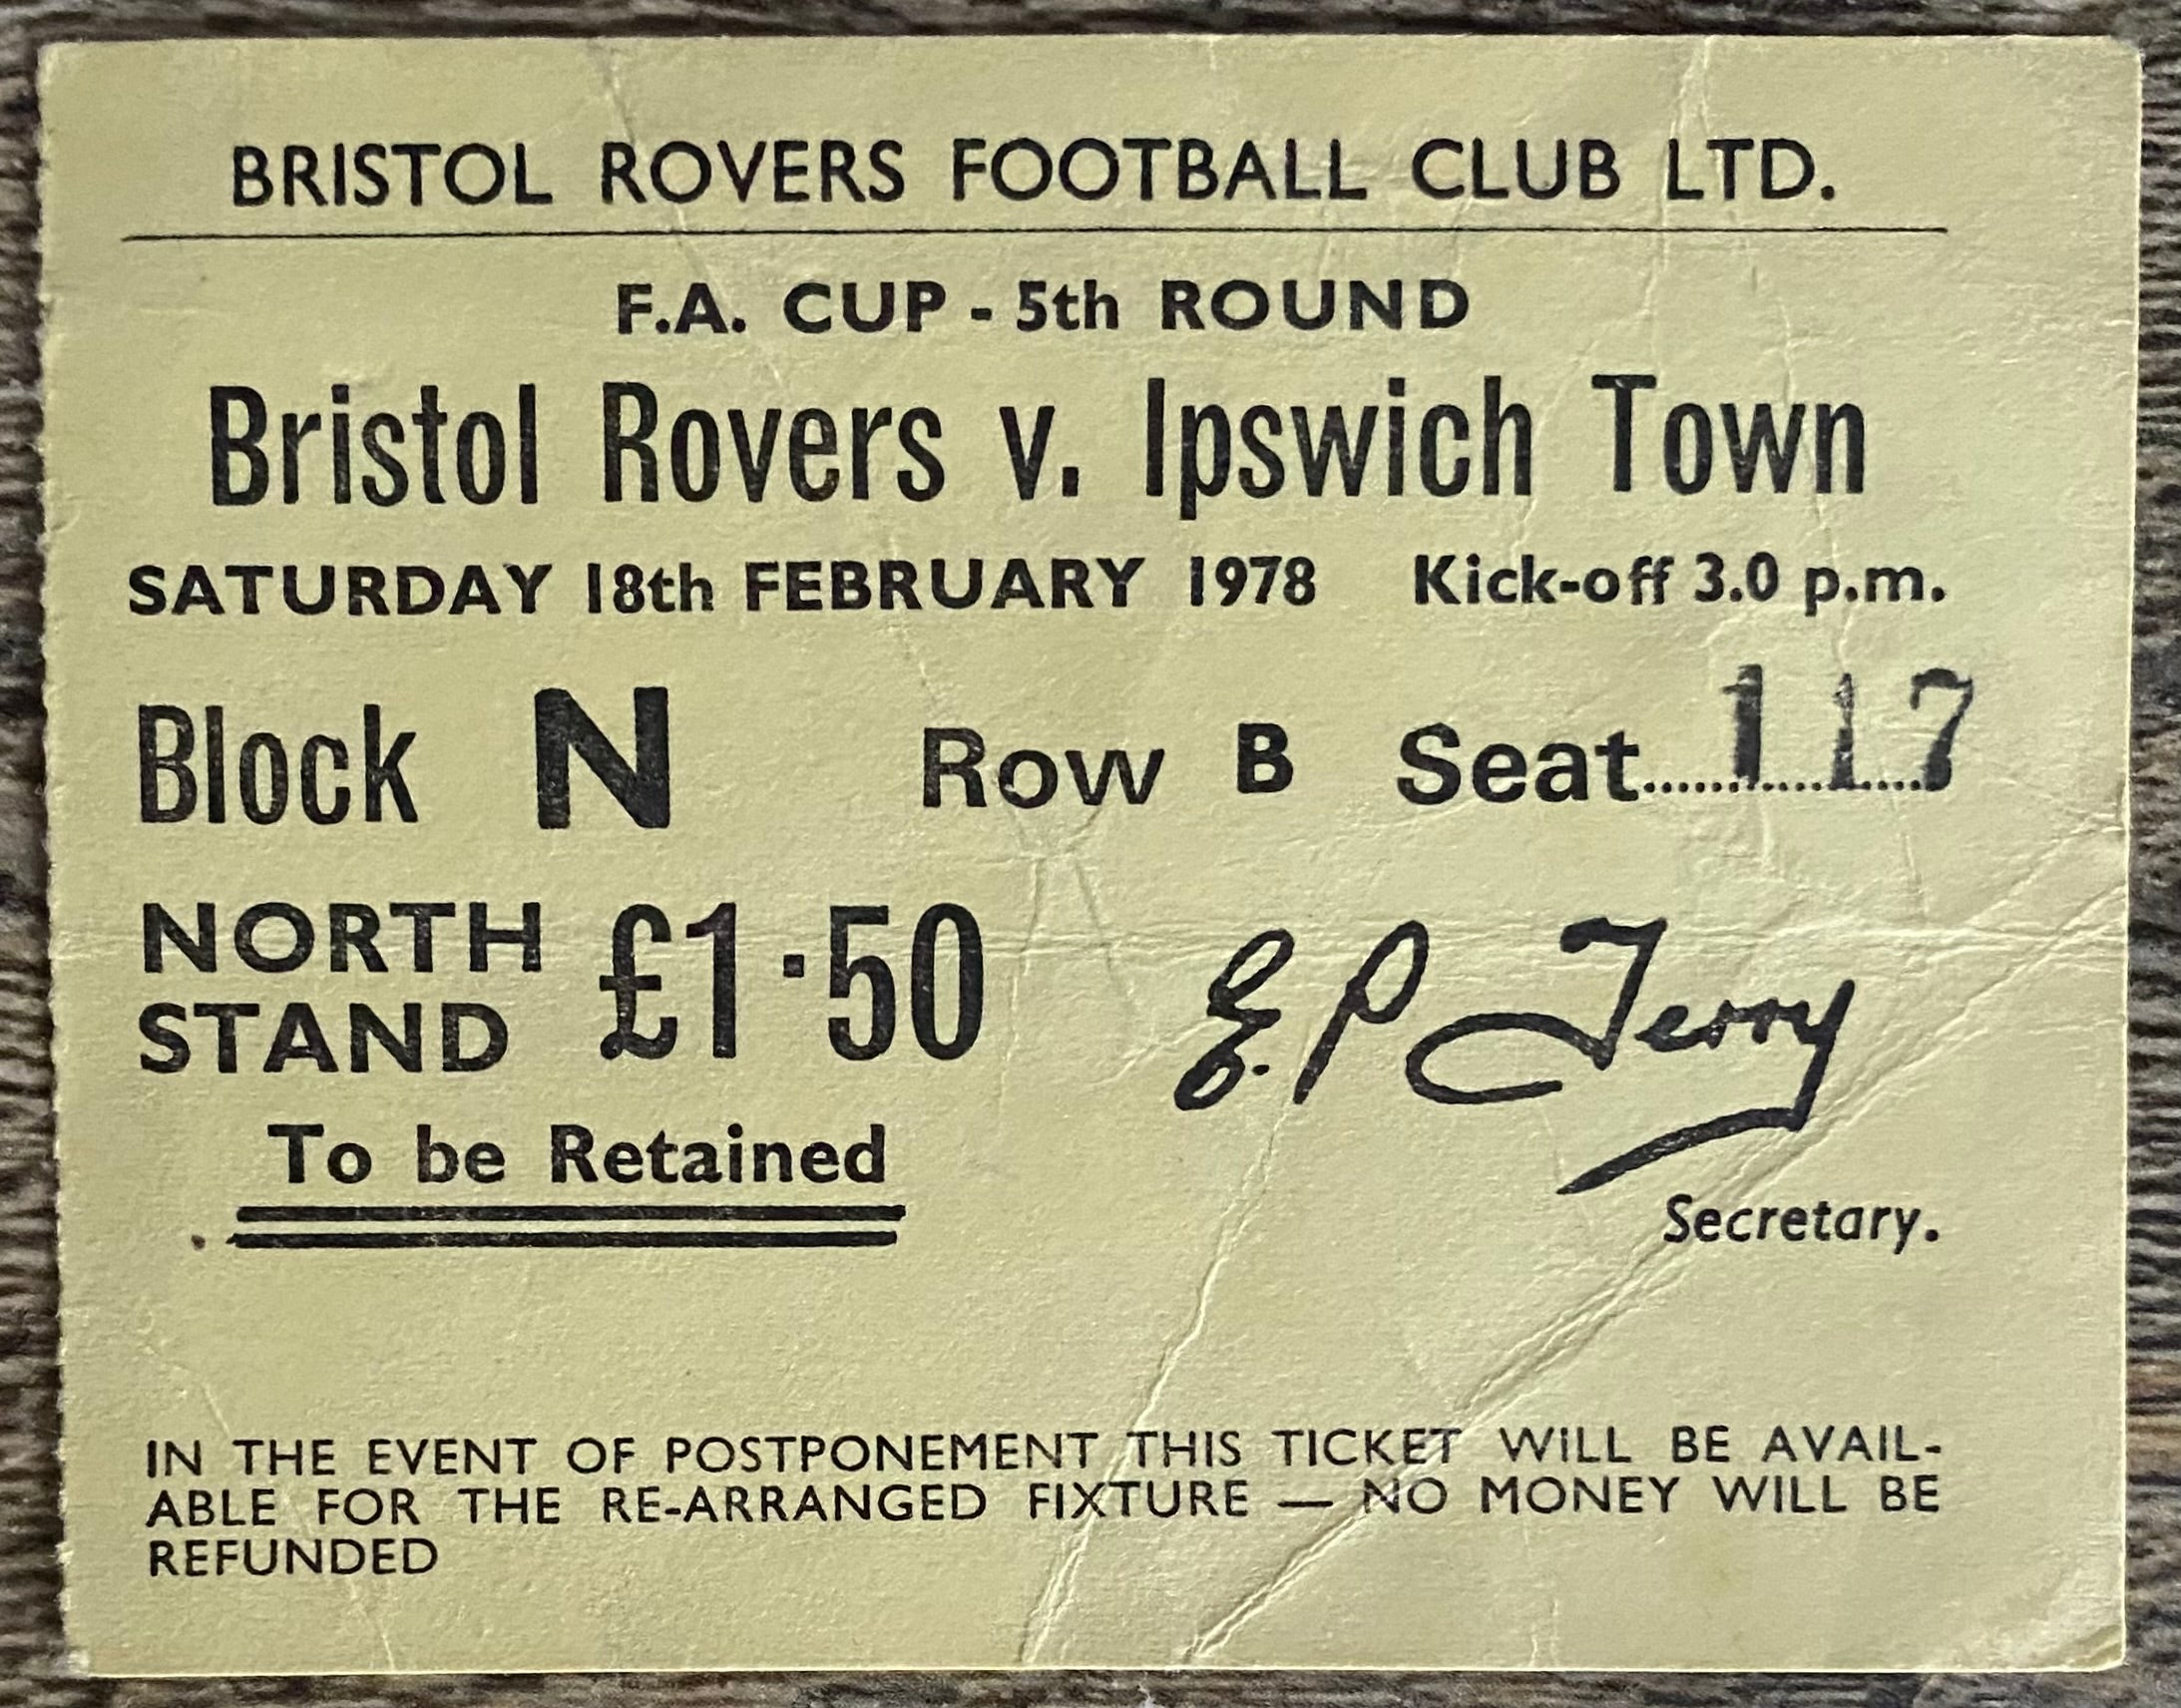 BRISTOL ROVERS FOOTBALL CLUB LTD.
F.A. CUP - 5th ROUND
Bristol Rovers v. Ipswich Town
SATURDAY 18th FEBRUARY 1978 Kick-off 3.0 p.m.
Block N Row B Seat 117
NORTH STAND £1·50
E. P. Terry
To be Retained
Secretary.
IN THE EVENT OF POSTPONEMENT THIS TICKET WILL BE AVAIL-
ABLE FOR THE RE-ARRANGED FIXTURE — NO MONEY WILL BE
REFUNDED